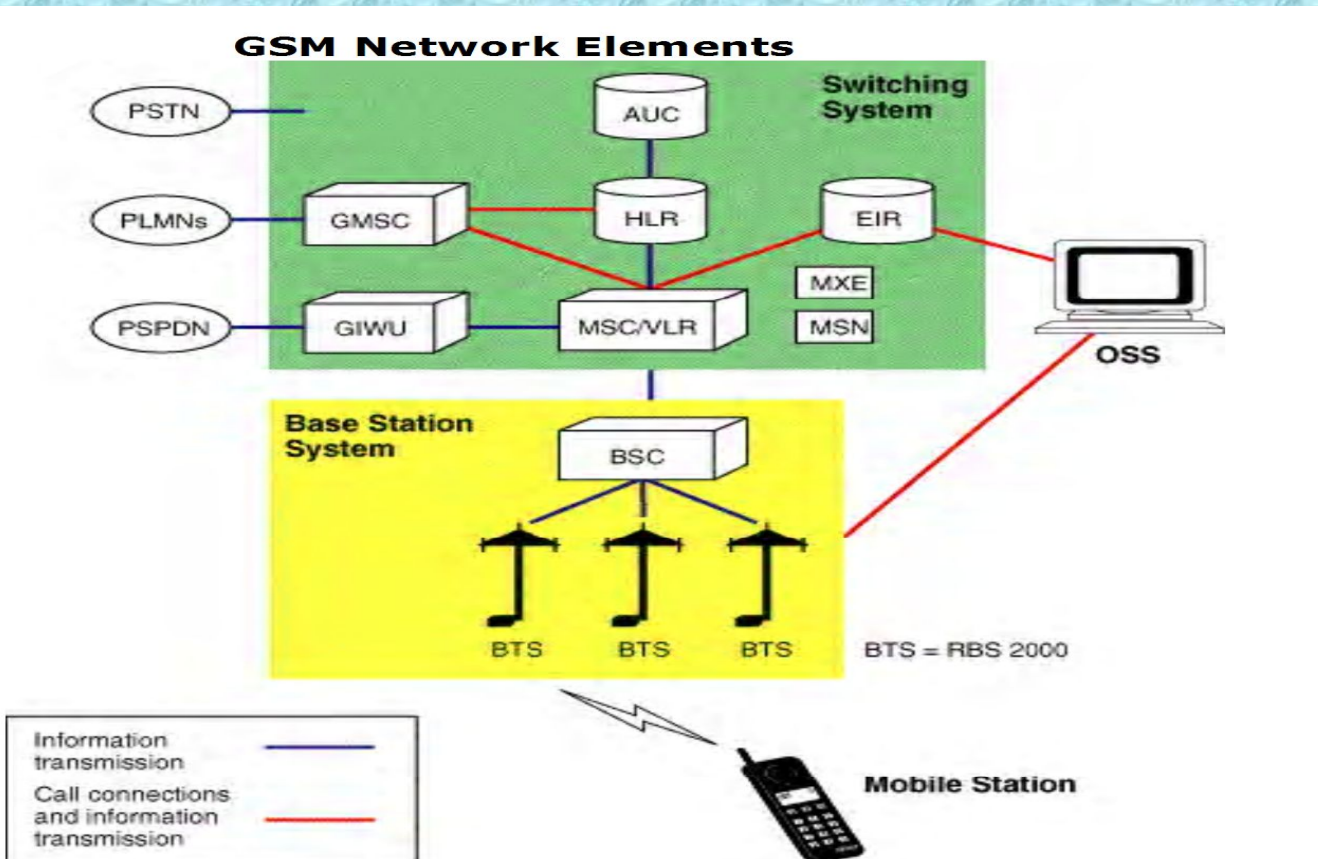 GSM Network Elements
Switching
System
PSTN
AUC
PLMNs
GMSC
HLR
EIR
MXE
PSPDN
GIWU
MSC/VLR
MSN
OSS
Base Station
System
BSC
BTS
BTS
BTS
BTS = RBS 2000
Information
transmission
Call connections
and information
transmission
Mobile Station